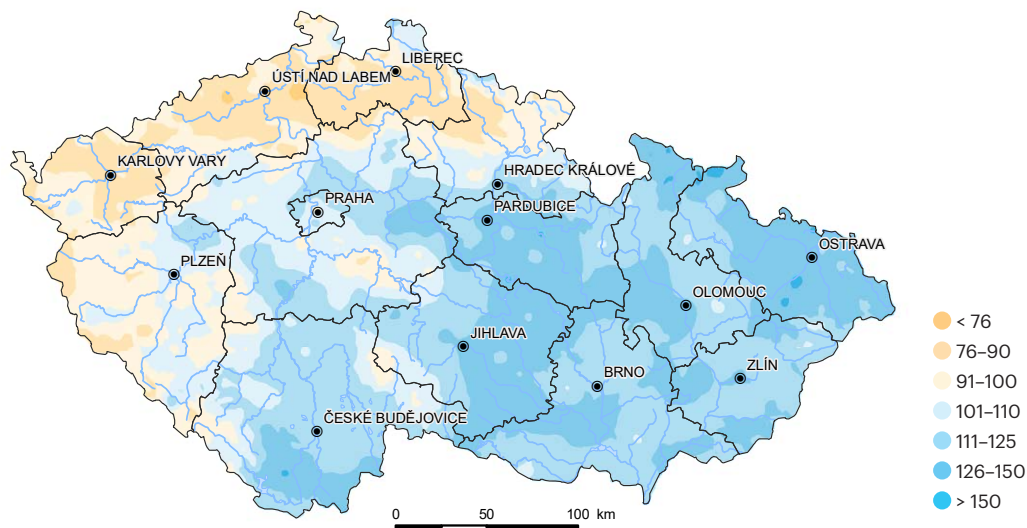 LIBEREC
ÚSTÍ NAD LABEM
KARLOVY VARY
HRADEC KRÁLOVÉ
PRAHA
PARDUBICE
PLZEŇ
OSTRAVA
OLOMOUC
JIHLAVA
BRNO
ZLÍN
ČESKÉ BUDĚJOVICE
< 76
76–90
91–100
101–110
111–125
126–150
> 150
0 50 100 km